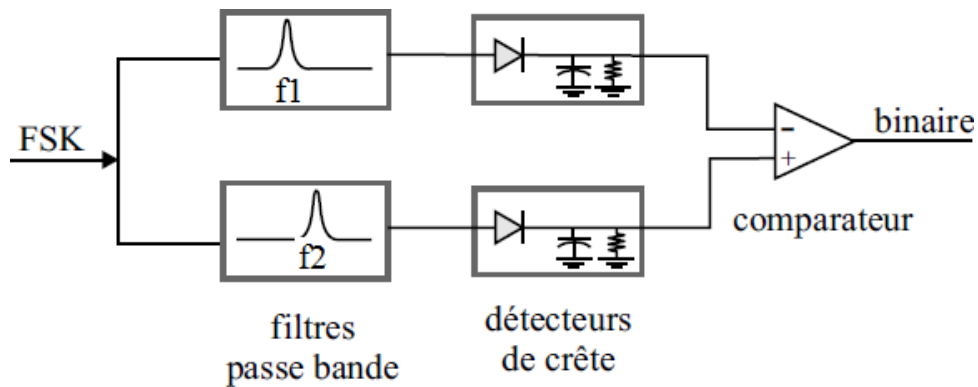 f1
FSK
binaire
-
+
f2
comparateur
filtres
passe bande
détecteurs
de crête